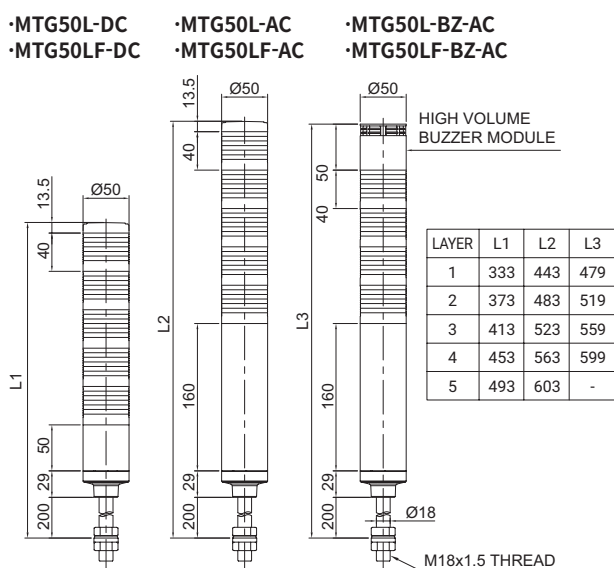 ·MTG50L-DC
·MTG50LF-DC
·MTG50L-AC
·MTG50LF-AC
·MTG50L-BZ-AC
·MTG50LF-BZ-AC
Ø50
13.5
40
L1
50
29
200
Ø50
13.5
40
L2
160
29
200
Ø50
HIGH VOLUME
BUZZER MODULE
50
40
L3
160
29
200
Ø18
M18x1.5 THREAD
LAYER L1 L2 L3
1 333 443 479
2 373 483 519
3 413 523 559
4 453 563 599
5 493 603 -